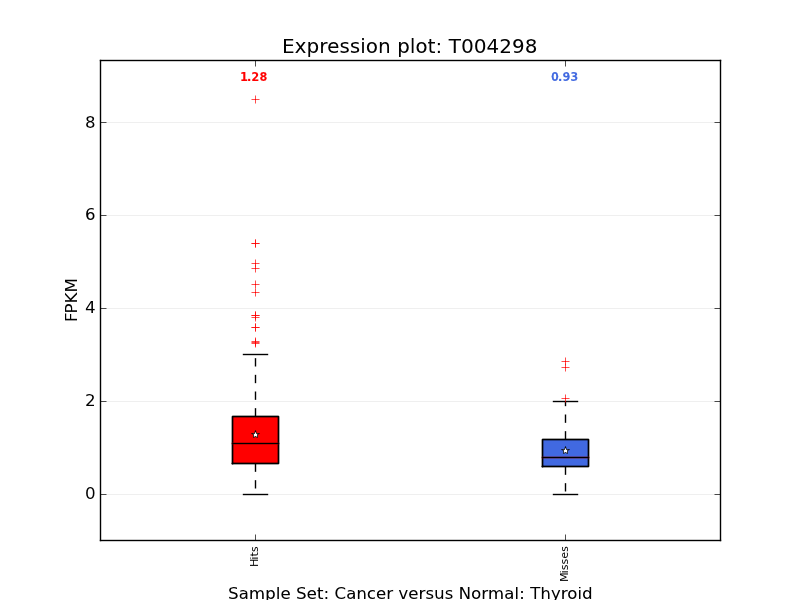 Expression plot: T004298
1.28
0.93
8
6
4
2
0
FPKM
Hits
Misses
Sample Set: Cancer versus Normal: Thyroid